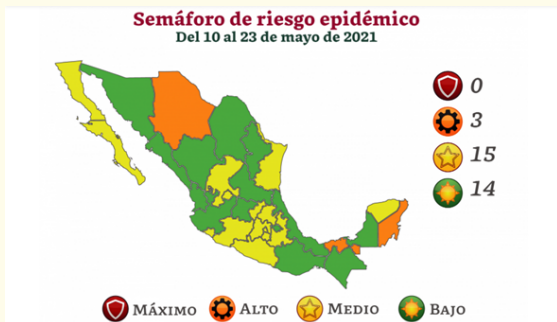 Semáforo de riesgo epidémico
Del 10 al 23 de mayo de 2021
0
3
15
14
MÁXIMO ALTO MEDIO BAJO